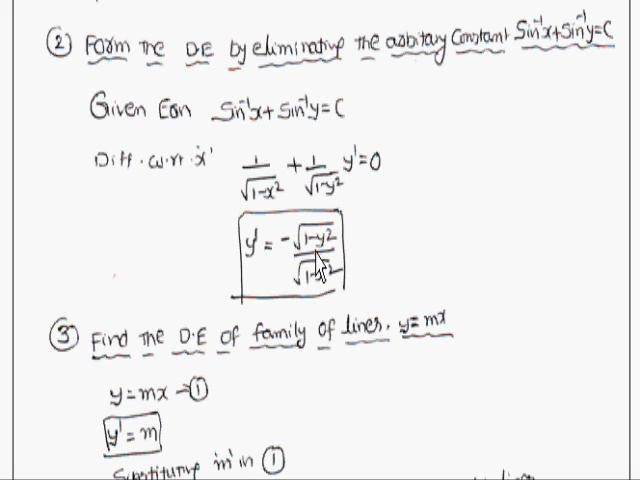 ② Form the D.E by eliminating the arbitary Constant Sin⁻¹x+Sin⁻¹y=C
Given Eqn Sin⁻¹x+Sin⁻¹y=C
Diff.w.r.t 'x' 1/√1-x² + 1/√1-y² y'=0
y' = -√1-y²/√1-x²
③ Find the D.E of family of lines. y=mx
y=mx →①
y'=m
Substituting 'm' in ①